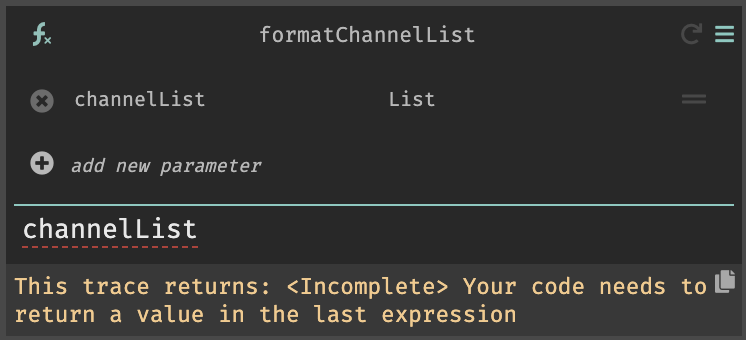 fx
formatChannelList
channelList List
add new parameter
channelList
This trace returns: <Incomplete> Your code needs to
return a value in the last expression